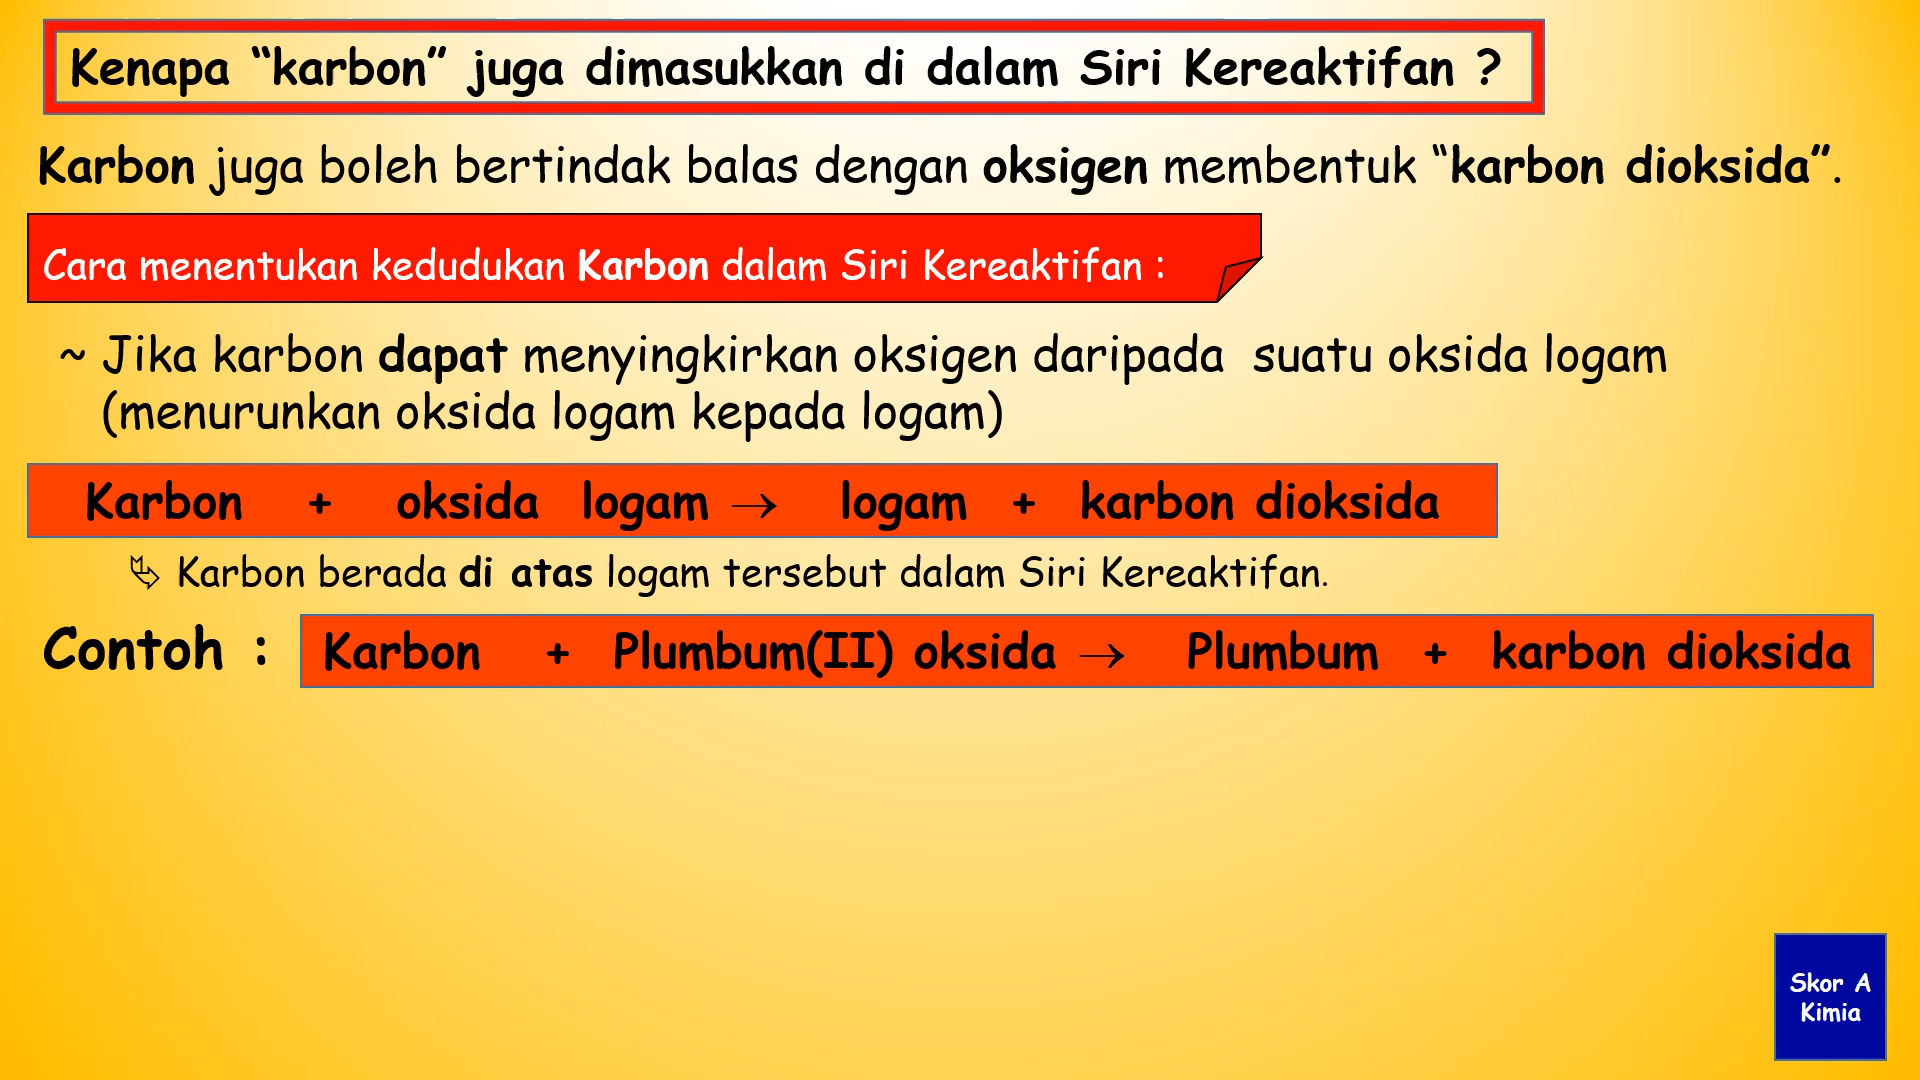 Kenapa “karbon” juga dimasukkan di dalam Siri Kereaktifan ?
Karbon juga boleh bertindak balas dengan oksigen membentuk “karbon dioksida”.
Cara menentukan kedudukan Karbon dalam Siri Kereaktifan :
~ Jika karbon dapat menyingkirkan oksigen daripada suatu oksida logam
(menurunkan oksida logam kepada logam)
Karbon + oksida logam → logam + karbon dioksida
Karbon berada di atas logam tersebut dalam Siri Kereaktifan.
Contoh : Karbon + Plumbum(II) oksida → Plumbum + karbon dioksida
Skor A
Kimia